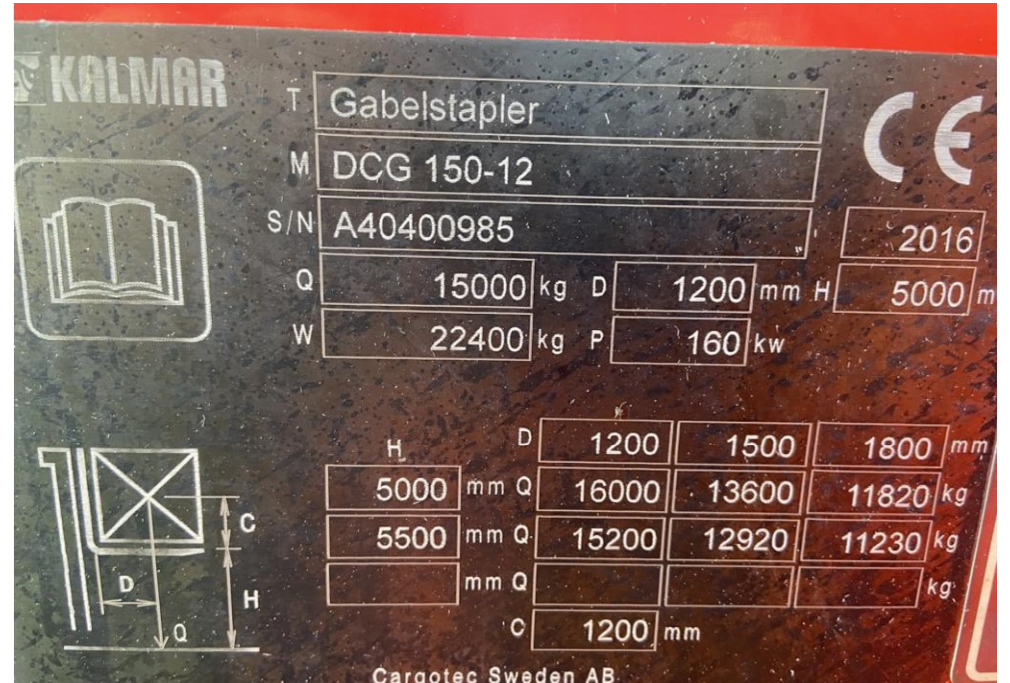 KALMAR
T Gabelstapler
CE
M DCG 150-12
S/N A40400985 2016
Q 15000 kg D 1200 mm H 5000 m
W 22400 kg P 160 kw
H D 1200 1500 1800 mm
5000 mm Q 16000 13600 11820 kg
5500 mm Q 15200 12920 11230 kg
mm Q kg
C 1200 mm
C
D
H
Q
Cargotec Sweden AB